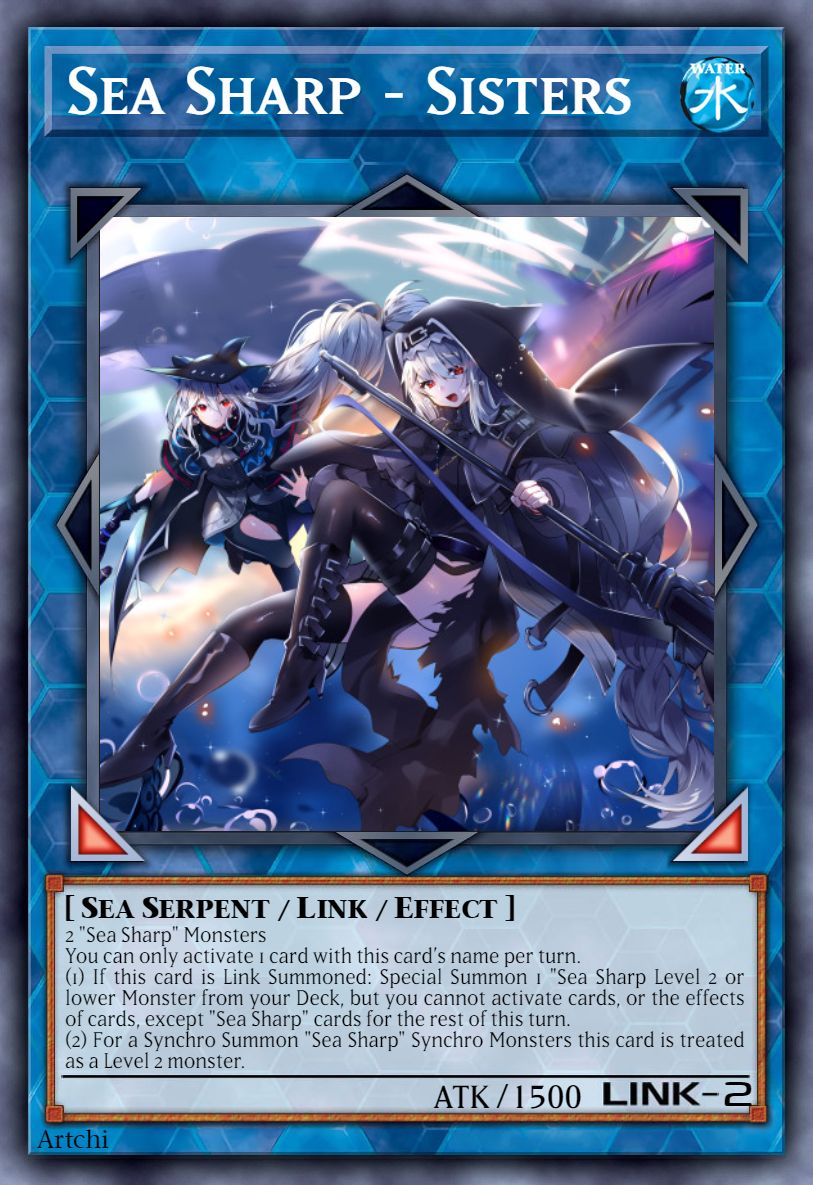 Sea Sharp - Sisters
WATER
水
[ Sea Serpent / Link / Effect ]
2 "Sea Sharp" Monsters
You can only activate 1 card with this card's name per turn.
(1) If this card is Link Summoned: Special Summon 1 "Sea Sharp Level 2 or
lower Monster from your Deck, but you cannot activate cards, or the effects
of cards, except "Sea Sharp" cards for the rest of this turn.
(2) For a Synchro Summon "Sea Sharp" Synchro Monsters this card is treated
as a Level 2 monster.
ATK / 1500 LINK-2
Artchi